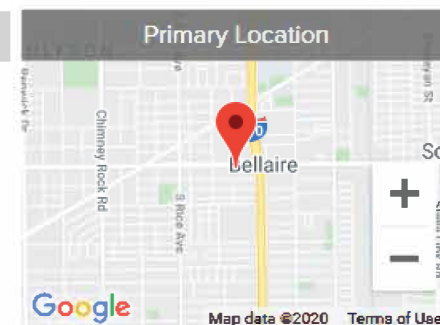 Primary Location
Chimney Rock Rd
S Rice Ave
Bellaire
+
−
Google
Map data ©2020 Terms of Use